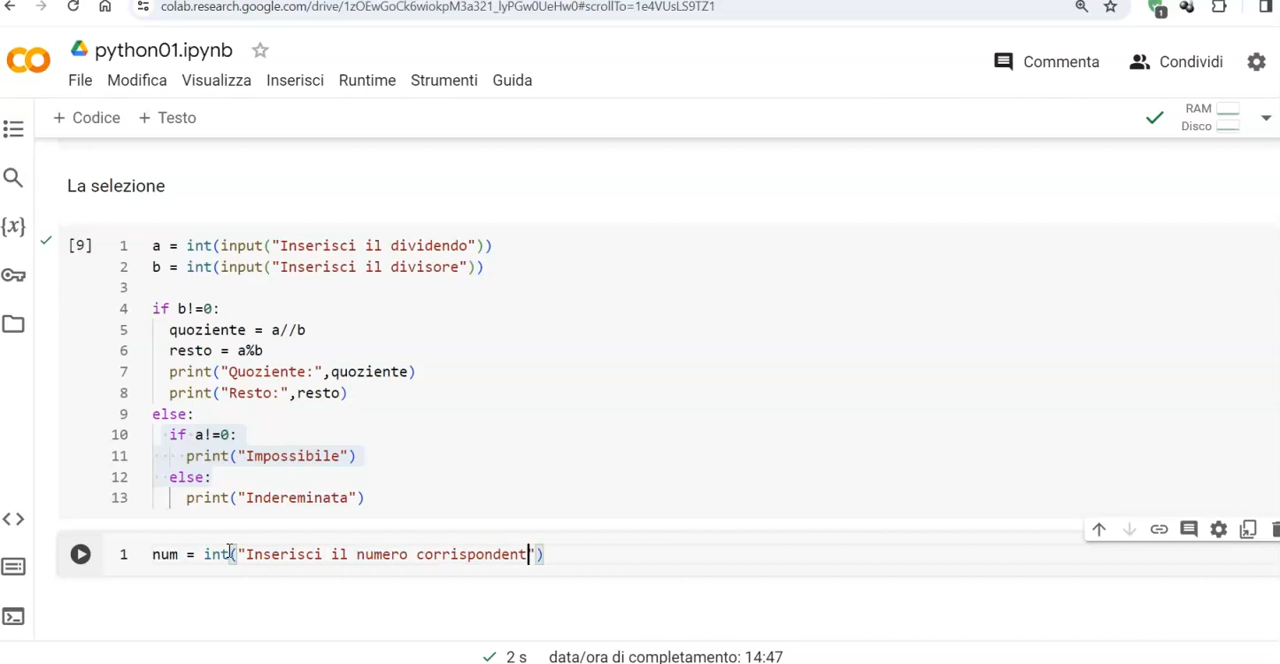 colab.research.google.com/drive/1zOEwGoCk6wiokpM3a321_lyPGw0UeHw0#scrollTo=1e4VUsLS9TZ1
1
CO python01.ipynb
Commenta Condividi
File Modifica Visualizza Inserisci Runtime Strumenti Guida
+ Codice + Testo
RAM
Disco
La selezione
[9]
1 a = int(input("Inserisci il dividendo"))
2 b = int(input("Inserisci il divisore"))
3
4 if b!=0:
5 quoziente = a//b
6 resto = a%b
7 print("Quoziente:",quoziente)
8 print("Resto:",resto)
9 else:
10 if a!=0:
11 print("Impossibile")
12 else:
13 print("Indereminata")
1 num = int("Inserisci il numero corrispondent")
2 s data/ora di completamento: 14:47